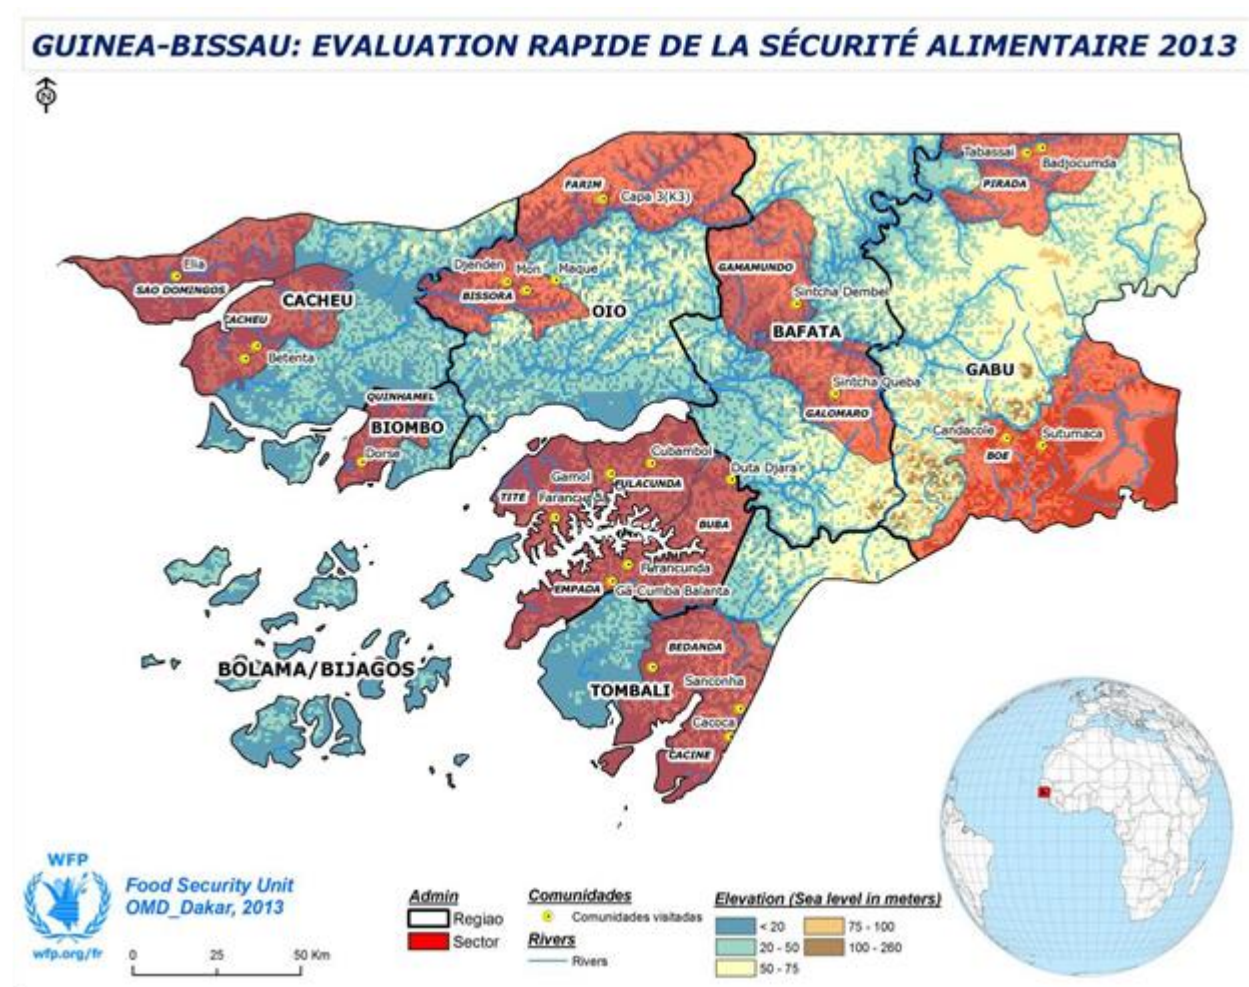 GUINEA-BISSAU: EVALUATION RAPIDE DE LA SÉCURITÉ ALIMENTAIRE 2013
N
Tabassai
Badjocumda
PIRADA
FARIM
Capa 3(K3)
Ella
SAO DOMINGOS
CACHEU
CACHEU
Betenta
Djenden
Mon
Maque
BISSORA
OIO
GAMAMUNDO
Sintcha Dembel
BAFATA
Sintcha Queba
GALOMARO
GABU
Candacole
Sutumaca
BOE
QUINHAMEL
BIOMBO
Dorse
Cubambol
Gamol
FULACUNDA
Duta Djara
TITE
BUBA
Farancunda
EMPADA
Ga Cumba Balanta
BOLAMA/BIJAGOS
BEDANDA
TOMBALI
Sanconha
Cacoca
CACINE
WFP
wfp.org/fr
Food Security Unit
OMD_Dakar, 2013
0 25 50 Km
Admin
Regiao
Sector
Comunidades
Comunidades visitadas
Rivers
Rivers
Elevation (Sea level in meters)
< 20
20 - 50
50 - 75
75 - 100
100 - 260